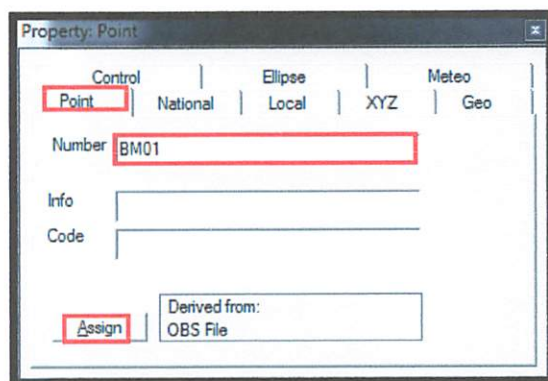 Property: Point
Control Ellipse Meteo
Point National Local XYZ Geo
Number BM01
Info
Code
Assign
Derived from:
OBS File